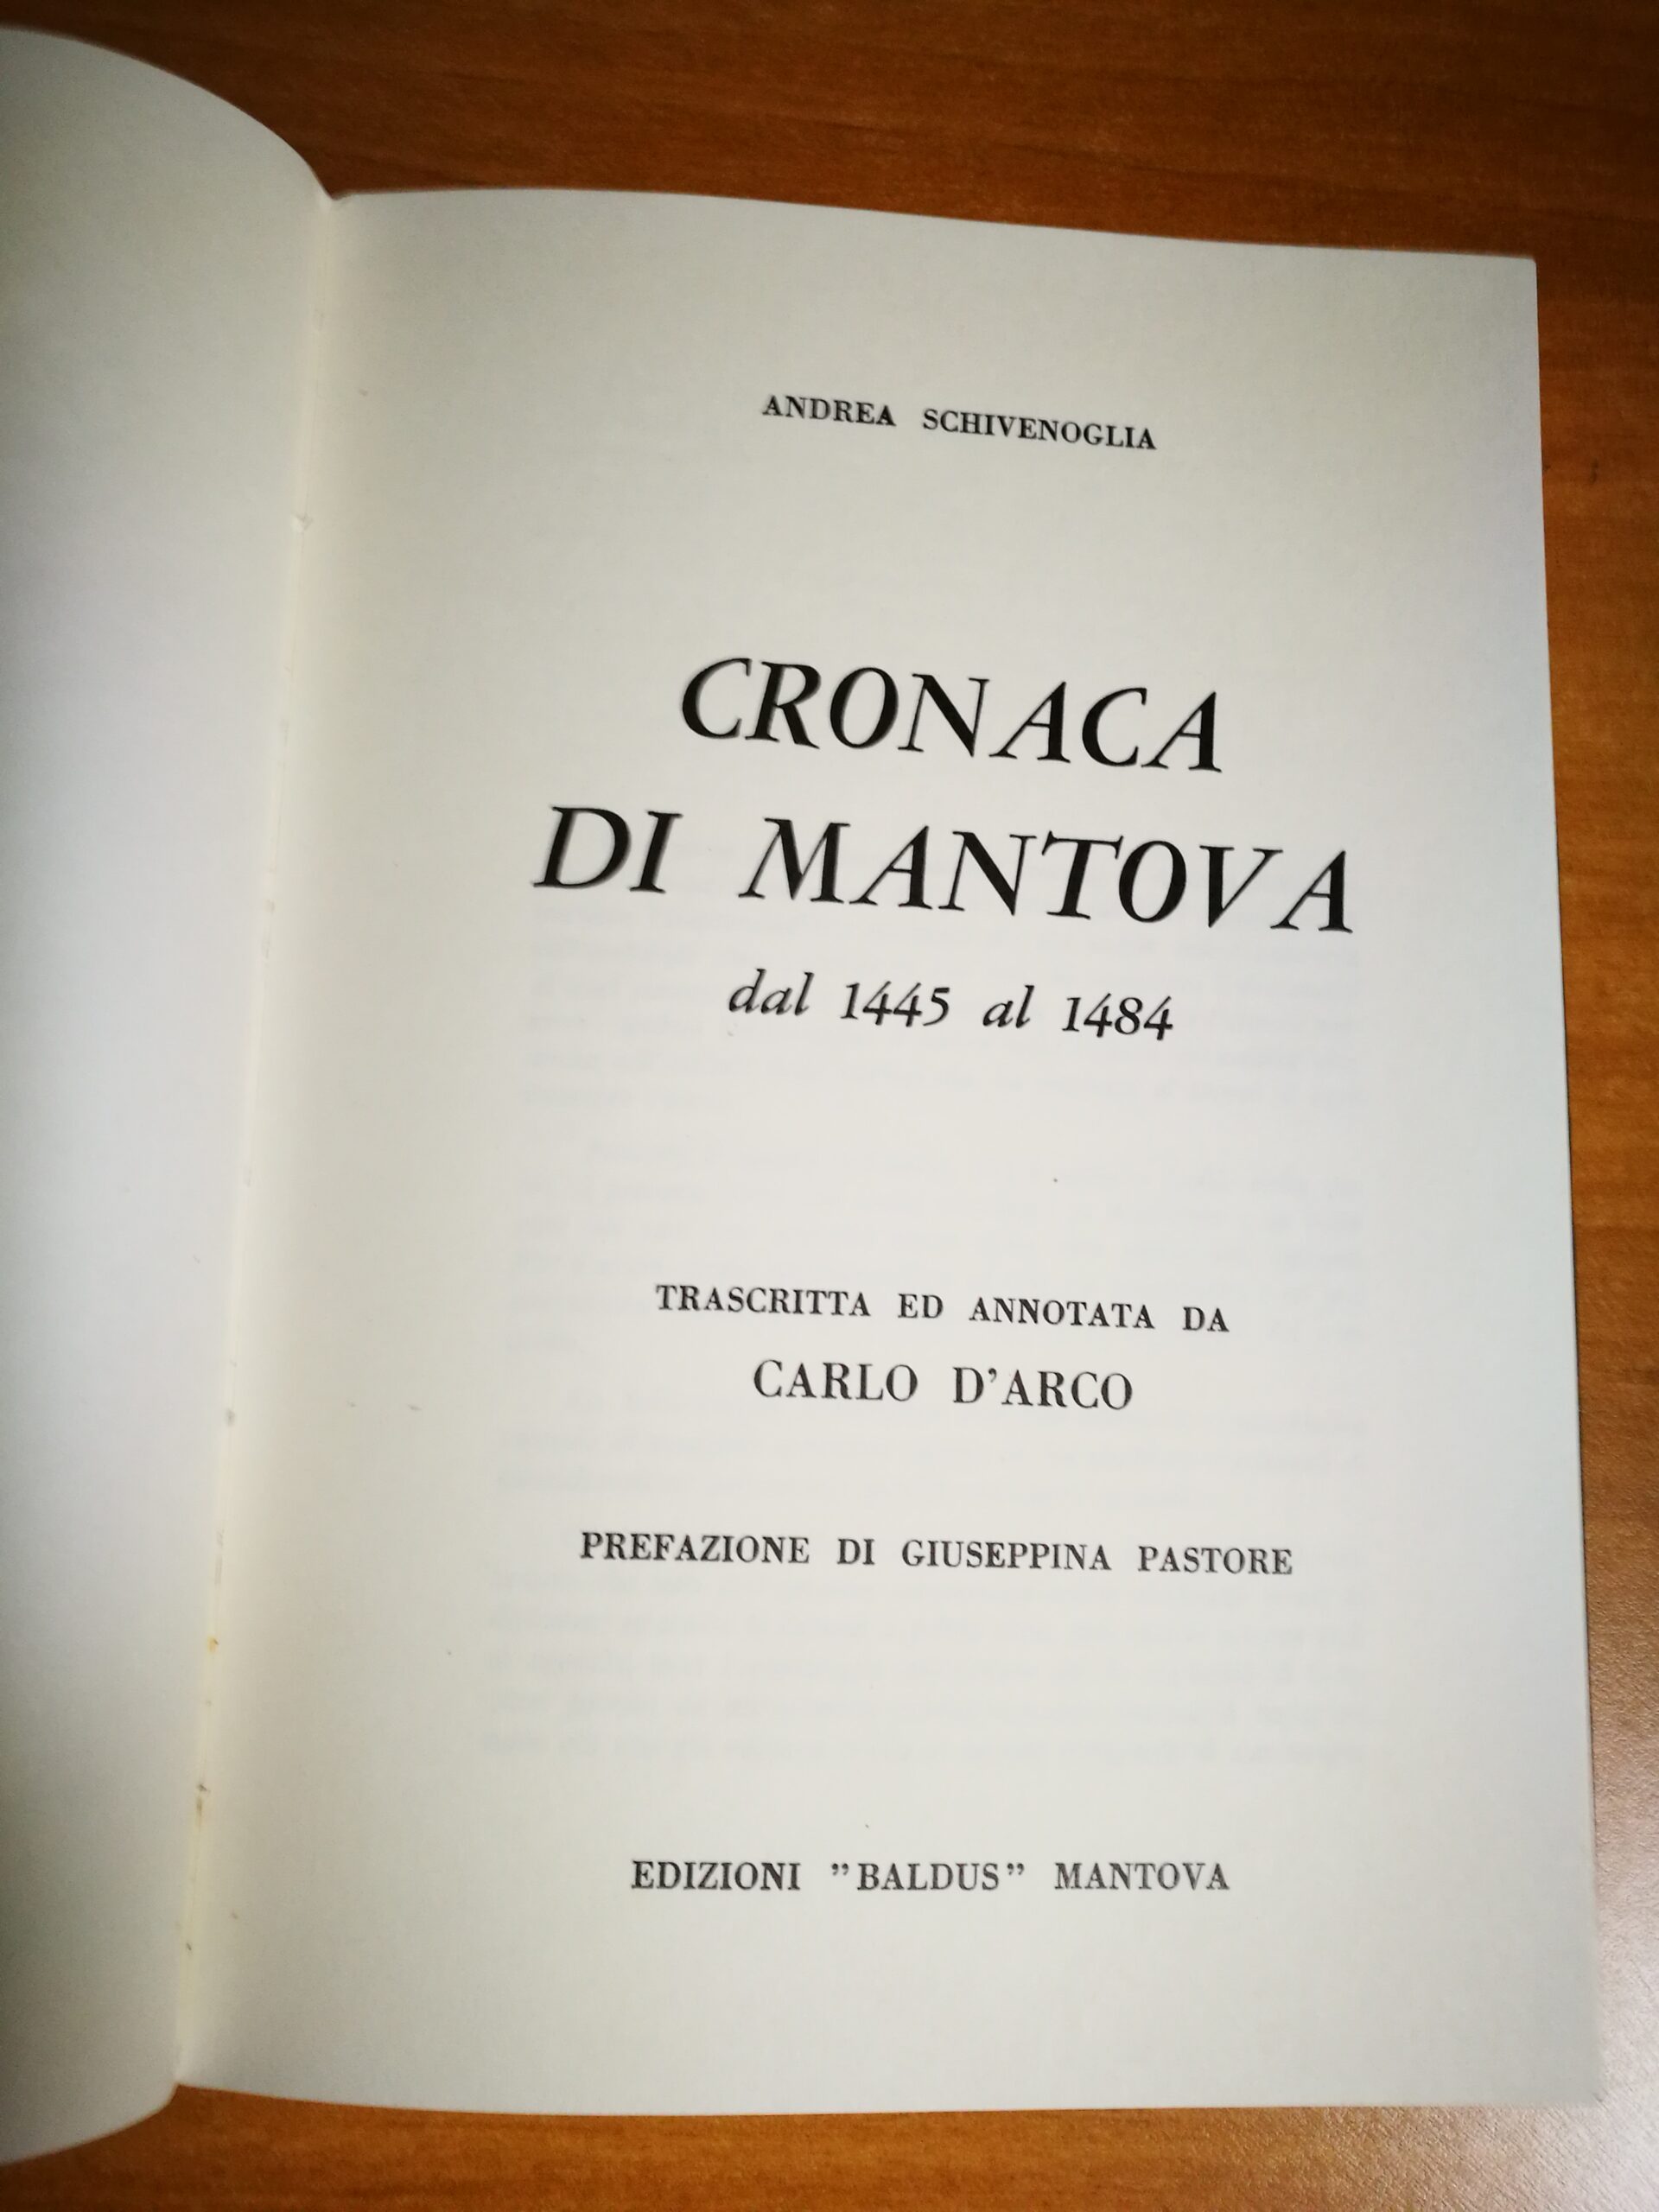 ANDREA SCHIVENOGLIA
CRONACA
DI MANTOVA
dal 1445 al 1484
TRASCRITTA ED ANNOTATA DA
CARLO D'ARCO
PREFAZIONE DI GIUSEPPINA PASTORE
EDIZIONI "BALDUS" MANTOVA